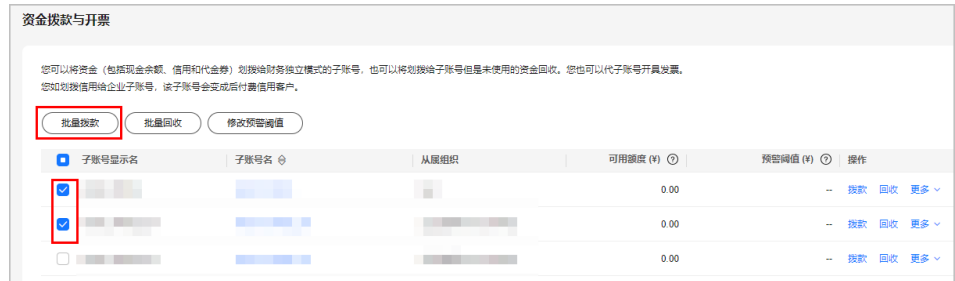 资金拨款与开票
您可以将资金（包括现金余额、信用和代金券）划拨给财务独立模式的子账号，也可以将划拨给子账号但是未使用的资金回收。您也可以代子账号开具发票。
您如划拨信用给企业子账号，该子账号会变成后付费信用客户。
批量拨款 批量回收 修改预警阈值
子账号显示名 子账号名 从属组织 可用额度 (¥) ? 预警阈值 (¥) ? 操作
0.00 -- 拨款 回收 更多
0.00 -- 拨款 回收 更多
0.00 -- 拨款 回收 更多